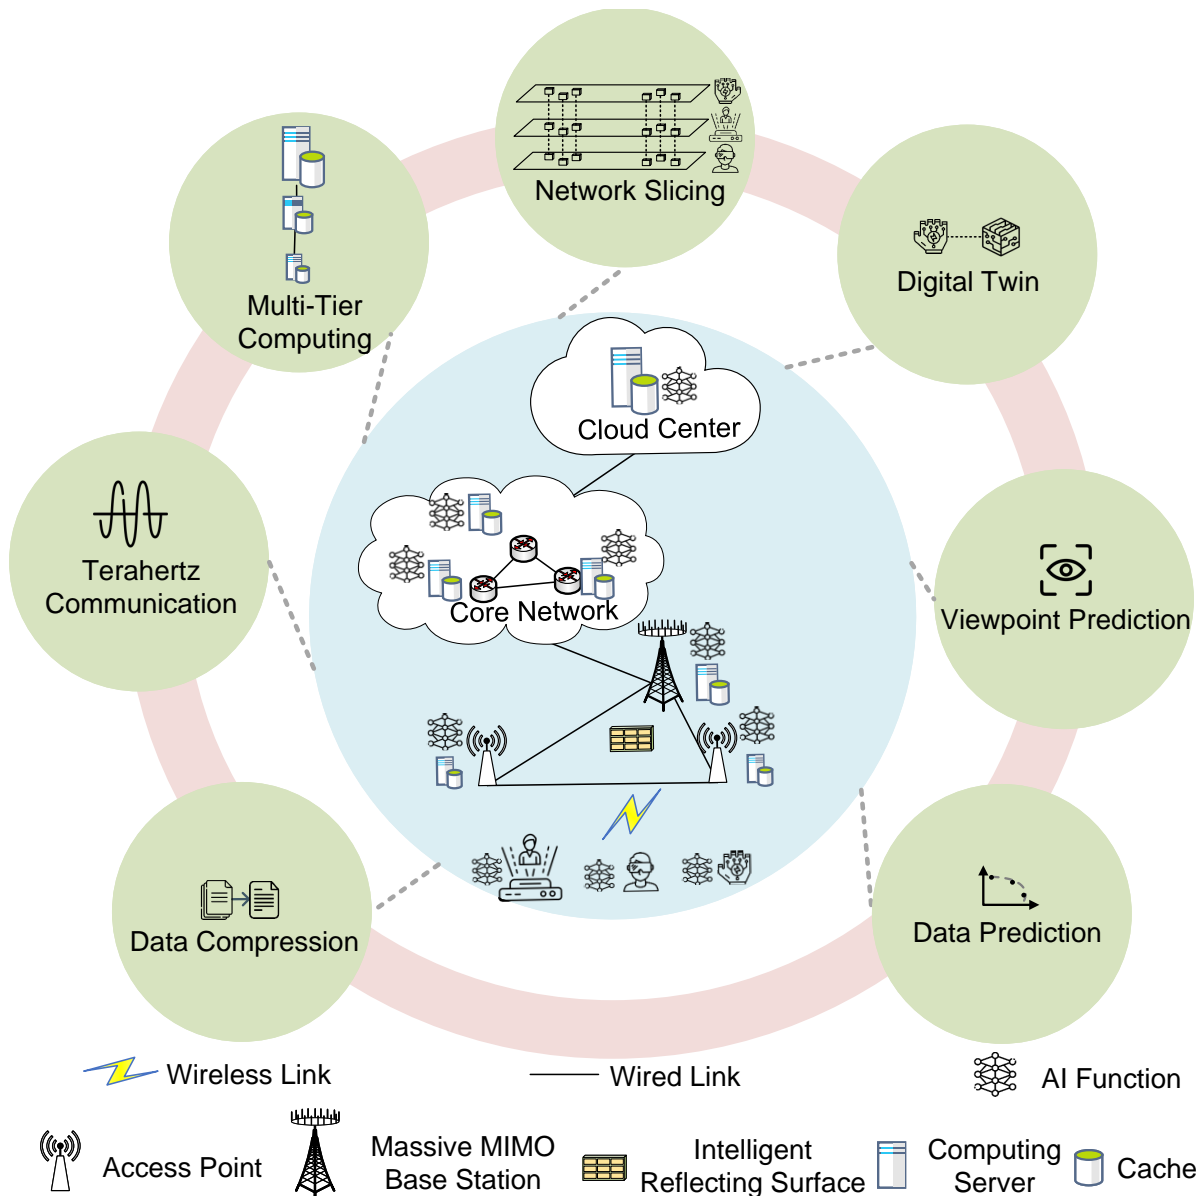 Network Slicing
Multi-Tier
Computing
Digital Twin
Cloud Center
Terahertz
Communication
Core Network
Viewpoint Prediction
Data Compression
Data Prediction
Wireless Link
Wired Link
AI Function
Access Point
Massive MIMO
Base Station
Intelligent
Reflecting Surface
Computing
Server
Cache